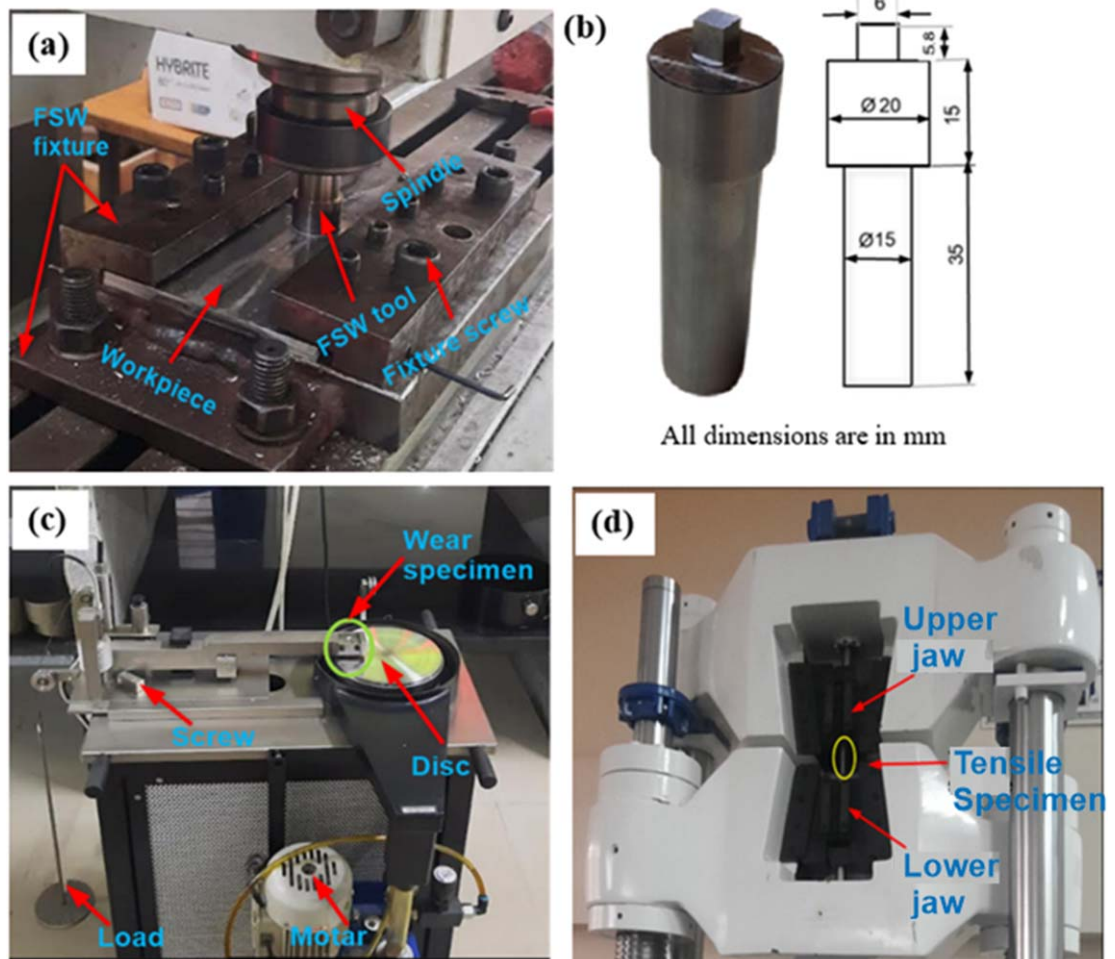 (a)
HYBRITE
FSW
fixture
Spindle
FSW tool
Fixture screw
Workpiece
(b)
6
5.8
Ø 20
15
Ø15
35
All dimensions are in mm
(c)
Wear
specimen
Screw
Disc
Load
Motar
(d)
Upper
jaw
Tensile
Specimen
Lower
jaw